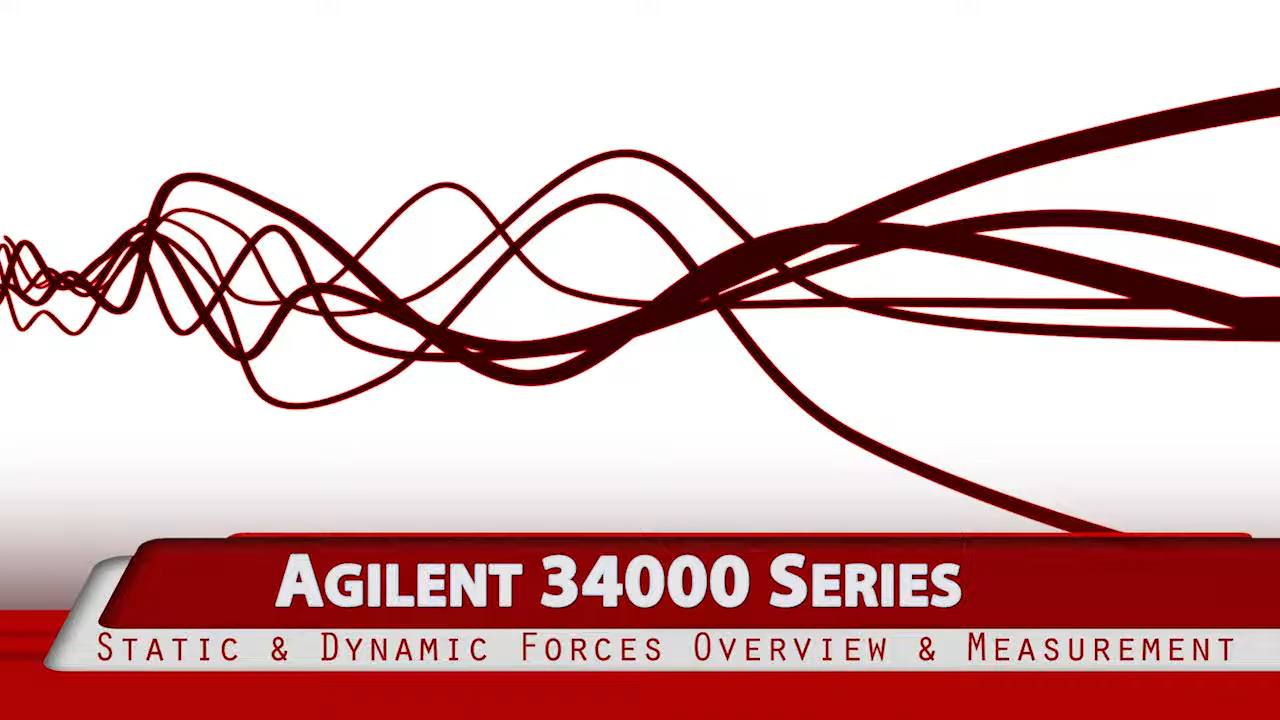 Agilent 34000 Series
Static & Dynamic Forces Overview & Measurement